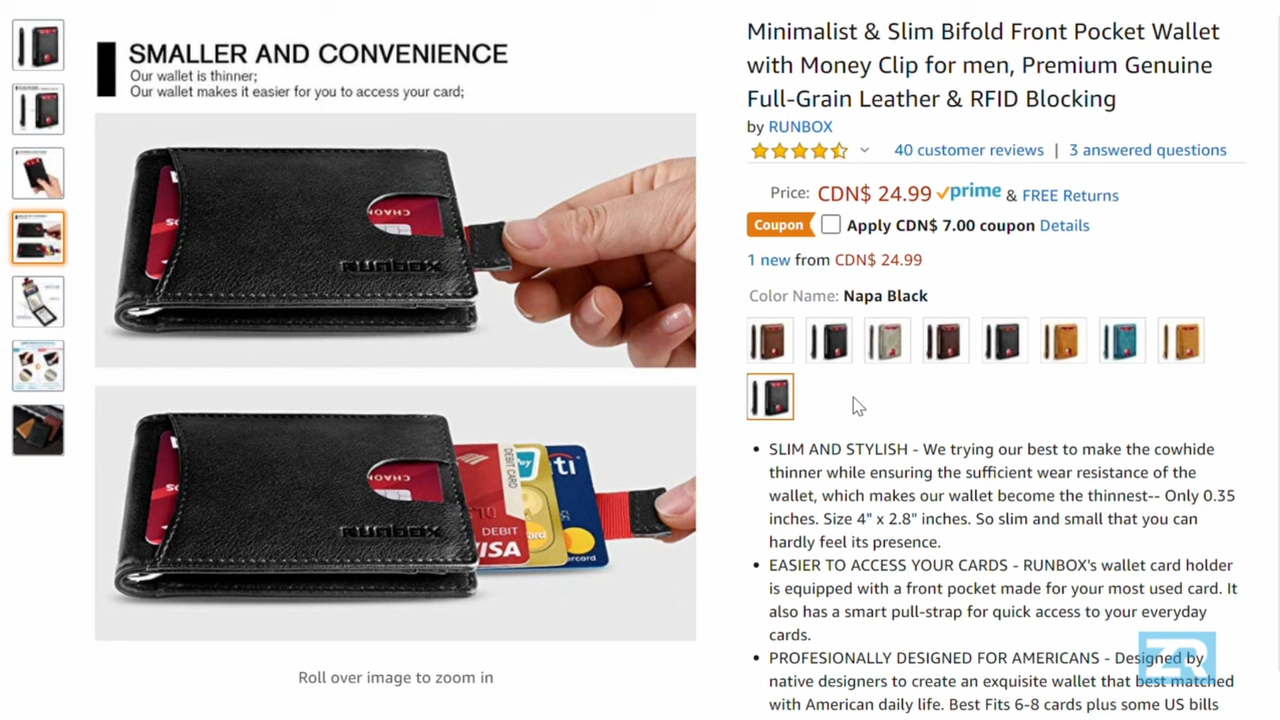 SMALLER AND CONVENIENCE
Our wallet is thinner;
Our wallet makes it easier for you to access your card;
CHAON
RUNBOX
CHAON
RUNBOX
DEBIT CARD
DEBIT
VISA
Pay
ti
ercard
Roll over image to zoom in
Minimalist & Slim Bifold Front Pocket Wallet
with Money Clip for men, Premium Genuine
Full-Grain Leather & RFID Blocking
by RUNBOX
40 customer reviews | 3 answered questions
Price: CDN$ 24.99 prime & FREE Returns
Coupon Apply CDN$ 7.00 coupon Details
1 new from CDN$ 24.99
Color Name: Napa Black
• SLIM AND STYLISH - We trying our best to make the cowhide
thinner while ensuring the sufficient wear resistance of the
wallet, which makes our wallet become the thinnest-- Only 0.35
inches. Size 4" x 2.8" inches. So slim and small that you can
hardly feel its presence.
• EASIER TO ACCESS YOUR CARDS - RUNBOX's wallet card holder
is equipped with a front pocket made for your most used card. It
also has a smart pull-strap for quick access to your everyday
cards.
• PROFESIONALLY DESIGNED FOR AMERICANS - Designed by
native designers to create an exquisite wallet that best matched
with American daily life. Best Fits 6-8 cards plus some US bills
ZR